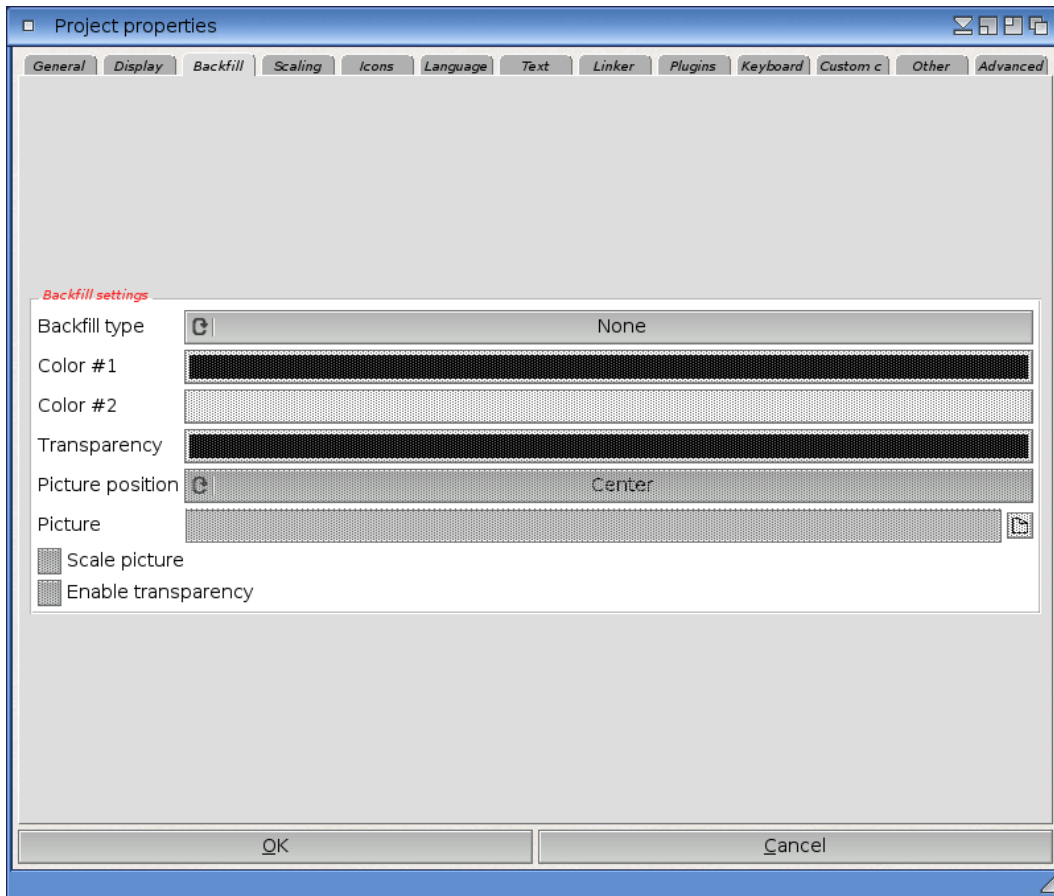 Project properties
General Display Backfill Scaling Icons Language Text Linker Plugins Keyboard Custom c Other Advanced
Backfill settings
Backfill type None
Color #1
Color #2
Transparency
Picture position Center
Picture
Scale picture
Enable transparency
OK Cancel